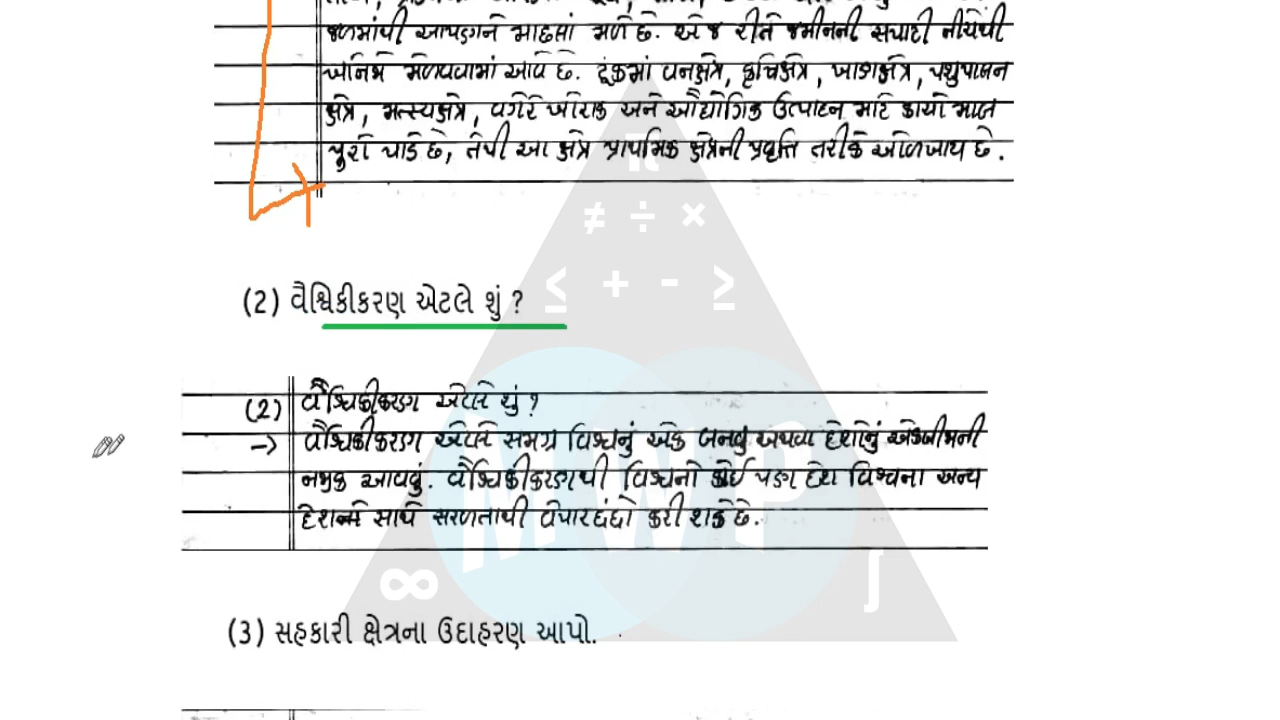 જળમાંથી આપણને માછલાં મળે છે. એ જ રીતે જમીનની સપાટી નીચેથી
ખનિજ મેળવવામાં આવે છે. ટૂંકમાં વનક્ષેત્ર, કૃષિક્ષેત્ર, ખાણક્ષેત્ર, પશુપાલન
ક્ષેત્ર, મત્સ્યક્ષેત્ર, વગેરે ખોરાક અને ઔદ્યોગિક ઉત્પાદન માટે કાચો માલ
પૂરો પાડે છે, તેથી આ ક્ષેત્રે પ્રાથમિક ક્ષેત્રની પ્રવૃત્તિ તરીકે ઓળખાય છે.
π
≠ ÷ ×
≤ + - ≥
(2) વૈશ્વિકીકરણ એટલે શું ?
(2) વૈશ્વિકીકરણ એટલે શું ?
→ વૈશ્વિકીકરણ એટલે સમગ્ર વિશ્વનું એક બનવું અથવા દેશોનું એકબીજાની
નજીક આવવું. વૈશ્વિકીકરણથી વિશ્વનો કોઈ પણ દેશ વિશ્વના અન્ય
સાથે સરળતાથી વેપારધંધો કરી શકે છે.
MWP
∞ ∫
(3) સહકારી ક્ષેત્રના ઉદાહરણ આપો.